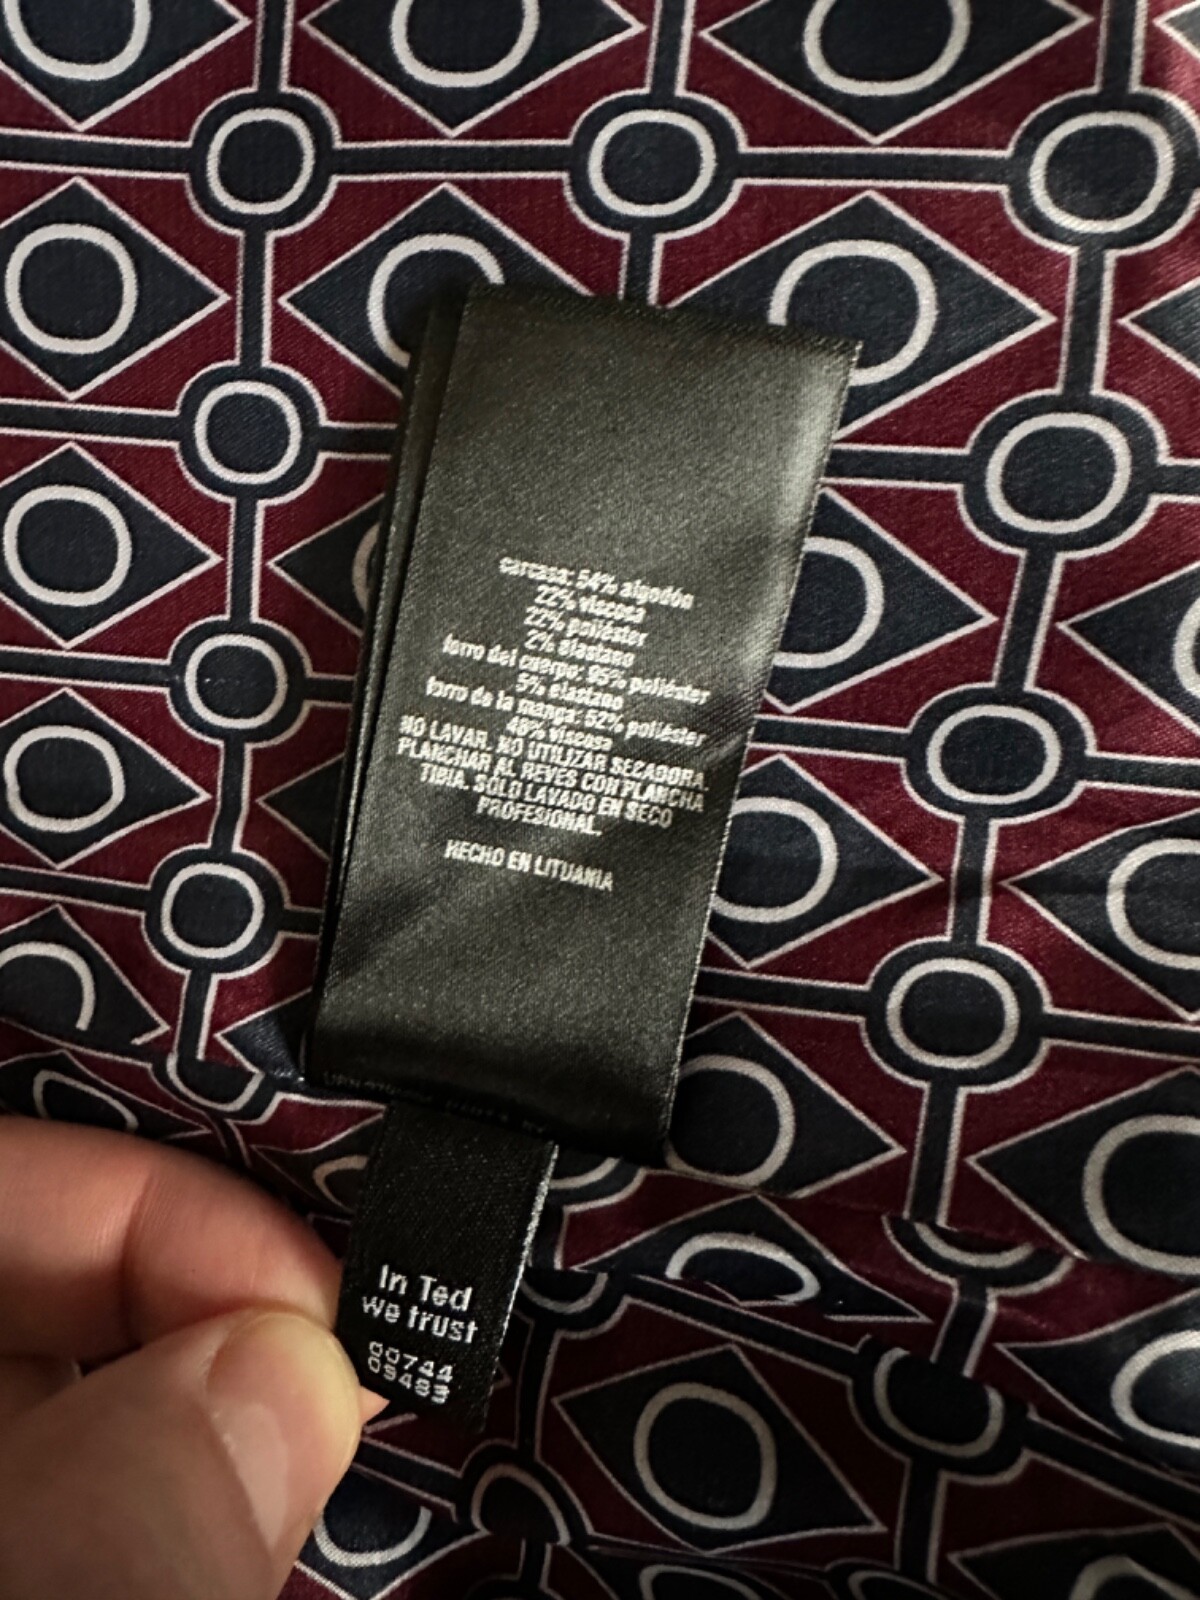 carcasa: 54% algodón
22% viscosa
22% poliéster
2% elastano
forro del cuerpo: 95% poliéster
5% elastano
forro de la manga: 52% poliéster
48% viscosa
NO LAVAR. NO UTILIZAR SECADORA.
PLANCHAR AL REVES CON PLANCHA
TIBIA. SOLO LAVADO EN SECO
PROFESIONAL.
HECHO EN LITUANIA
In Ted
we trust
00744
09483